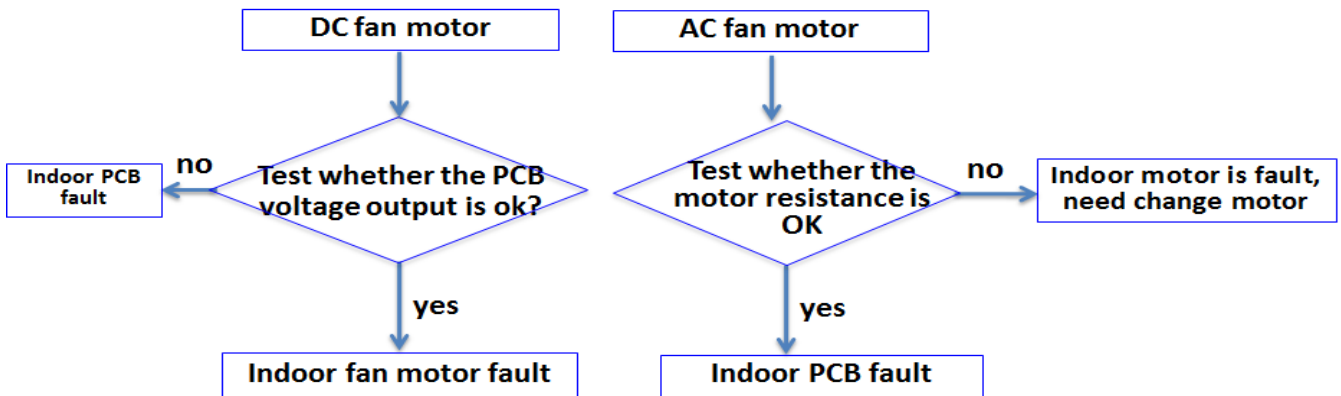 DC fan motor
AC fan motor
Test whether the PCB
voltage output is ok?
no
Indoor PCB
fault
yes
Indoor fan motor fault
Test whether the
motor resistance is
OK
no
Indoor motor is fault,
need change motor
yes
Indoor PCB fault